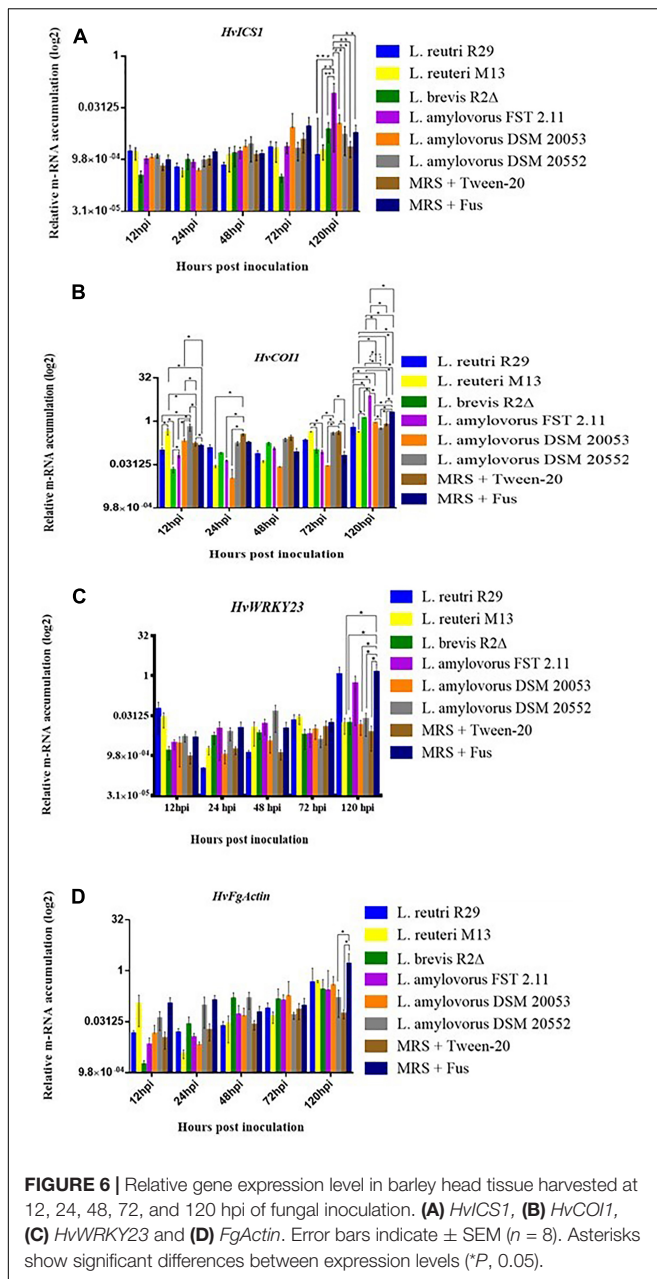 A
HvICS1
Relative m-RNA accumulation (log2)
1
0.03125
9.8×10⁻⁰⁴
3.1×10⁻⁰⁵
12hpi
24hpi
48hpi
72hpi
120hpi
Hours post inoculation
L. reutri R29
L. reuteri M13
L. brevis R2Δ
L. amylovorus FST 2.11
L. amylovorus DSM 20053
L. amylovorus DSM 20552
MRS + Tween-20
MRS + Fus
B
HvCOI1
Relative m-RNA accumulation (log2)
32
1
0.03125
9.8×10⁻⁰⁴
12hpi
24hpi
48hpi
72hpi
120hpi
Hours post inoculation
L. reutri R29
L. reuteri M13
L. brevis R2Δ
L. amylovorus FST 2.11
L. amylovorus DSM 20053
L. amylovorus DSM 20552
MRS + Tween-20
MRS + Fus
C
HvWRKY23
Relative m-RNA accumulation (log2)
32
1
0.03125
9.8×10⁻⁰⁴
3.1×10⁻⁰⁵
12hpi
24 hpi
48 hpi
72 hpi
120 hpi
Hours post inoculation
L. reutri R29
L. reuteri M13
L. brevis R2Δ
L. amylovorus FST 2.11
L. amylovorus DSM 20053
L. amylovorus DSM 20552
MRS + Tween-20
MRS + Fus
D
HvFgActin
Relative m-RNA accumulation (log2)
32
1
0.03125
9.8×10⁻⁰⁴
12hpi
24hpi
48hpi
72hpi
120hpi
Hours post inoculation
L. reutri R29
L. reuteri M13
L. brevis R2Δ
L. amylovorus FST 2.11
L. amylovorus DSM 20053
L. amylovorus DSM 20552
MRS + Tween-20
MRS + Fus
FIGURE 6 | Relative gene expression level in barley head tissue harvested at
12, 24, 48, 72, and 120 hpi of fungal inoculation. (A) HvICS1, (B) HvCOI1,
(C) HvWRKY23 and (D) FgActin. Error bars indicate ± SEM (n = 8). Asterisks
show significant differences between expression levels (*P, 0.05).